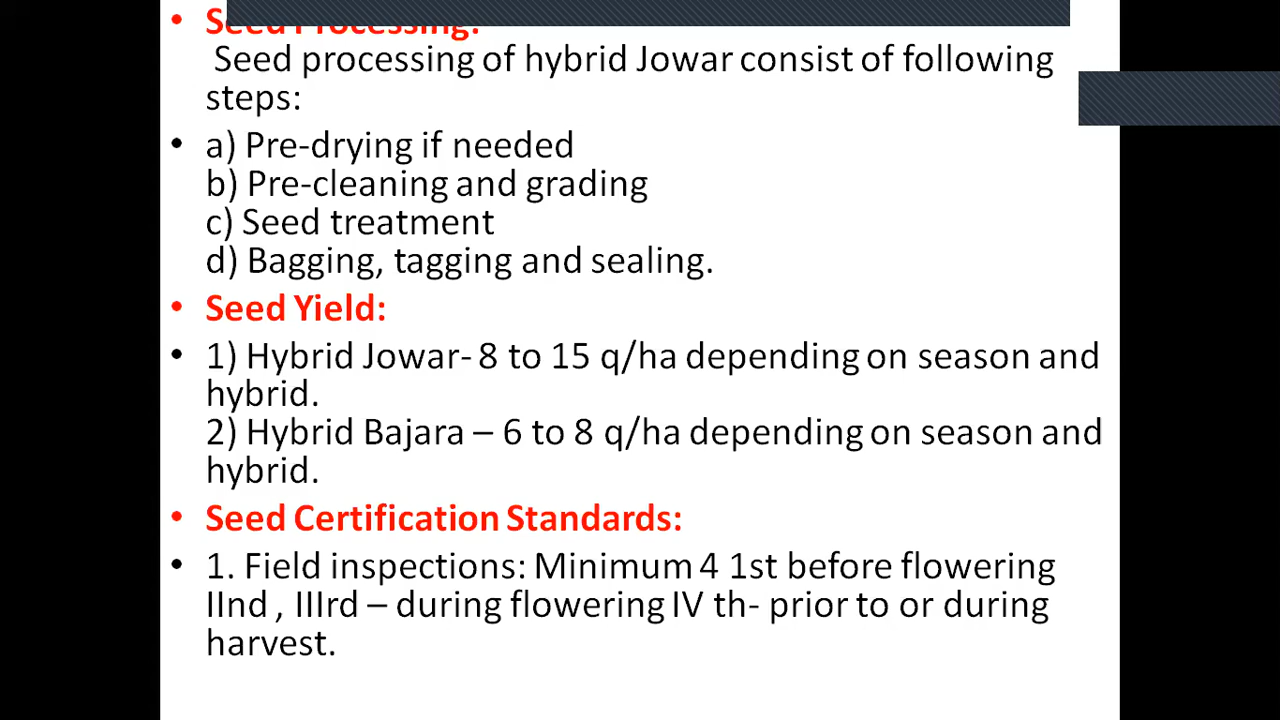 • Seed Processing:
Seed processing of hybrid Jowar consist of following
steps:
• a) Pre-drying if needed
b) Pre-cleaning and grading
c) Seed treatment
d) Bagging, tagging and sealing.
• Seed Yield:
• 1) Hybrid Jowar- 8 to 15 q/ha depending on season and
hybrid.
2) Hybrid Bajara – 6 to 8 q/ha depending on season and
hybrid.
• Seed Certification Standards:
• 1. Field inspections: Minimum 4 1st before flowering
IInd , IIIrd – during flowering IV th- prior to or during
harvest.